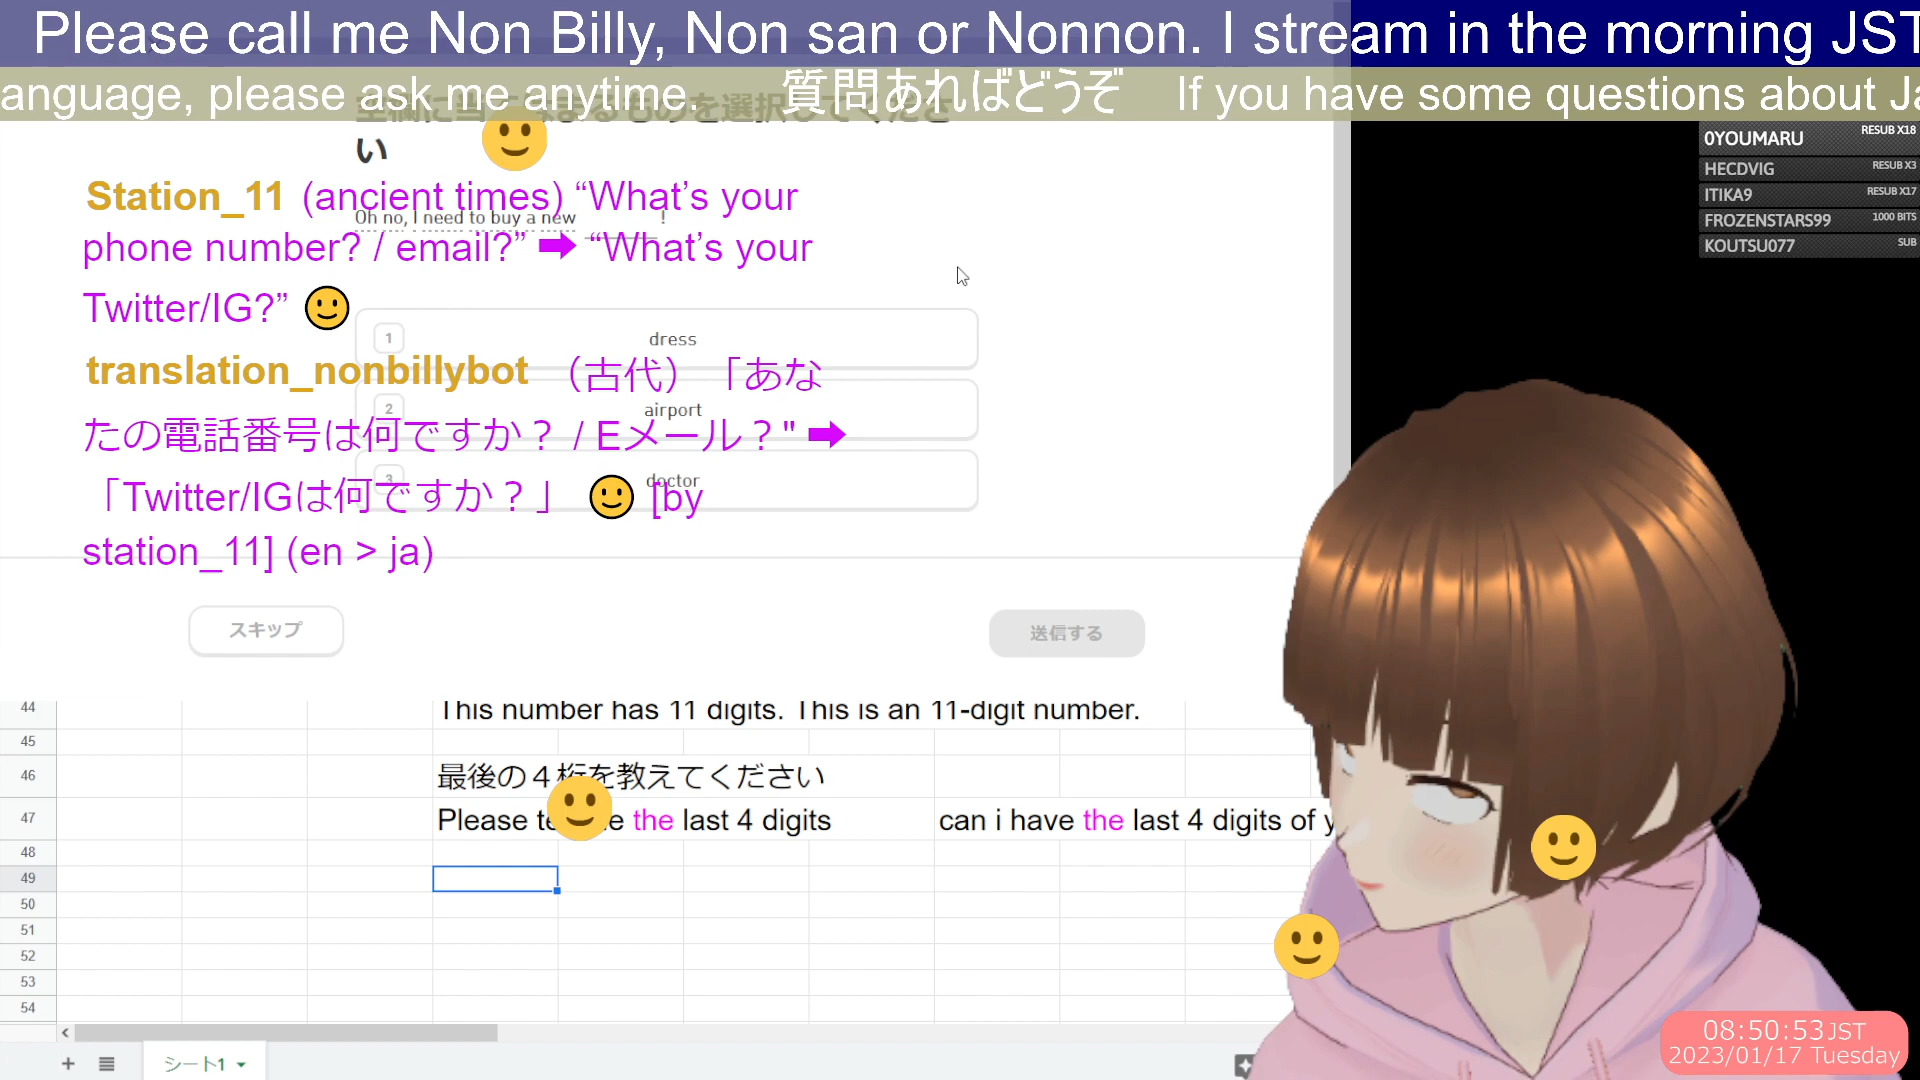 Please call me Non Billy, Non san or Nonnon. I stream in the morning JST
anguage, please ask me anytime. 質問あればどうぞ If you have some questions about Ja
い
Oh no, I need to buy a new !
Station_11 (ancient times) “What’s your
phone number? / email?” ➡ “What’s your
Twitter/IG?” 🙂
1 dress
2 airport
3 doctor
translation_nonbillybot （古代）「あな
たの電話番号は何ですか？ / Eメール？" ➡
「Twitter/IGは何ですか？」 🙂 [by
station_11] (en > ja)
スキップ
送信する
0YOUMARU RESUB X18
HECDVIG RESUB X3
ITIKA9 RESUB X17
FROZENSTARS99 1000 BITS
KOUTSU077 SUB
44 This number has 11 digits. This is an 11-digit number.
45
46 最後の４桁を教えてください
47 Please the last 4 digits can i have the last 4 digits of y
48
49
50
51
52
53
54
シート1
08:50:53JST
2023/01/17 Tuesday